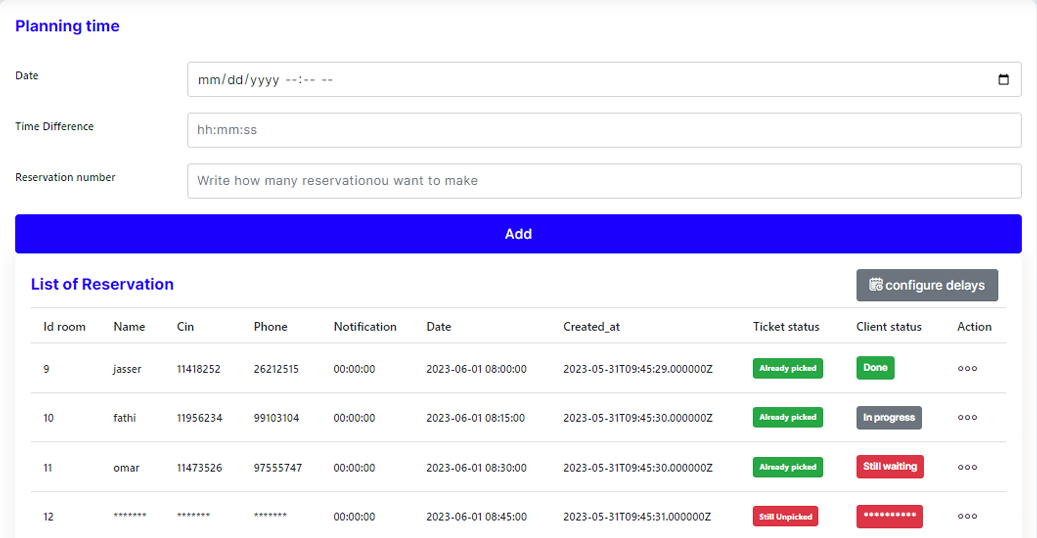 Planning time
Date mm/dd/yyyy --:-- --
Time Difference hh:mm:ss
Reservation number Write how many reservationou want to make
Add
List of Reservation configure delays
Id room Name Cin Phone Notification Date Created_at Ticket status Client status Action
9 jasser 11418252 26212515 00:00:00 2023-06-01 08:00:00 2023-05-31T09:45:29.000000Z Already picked Done
10 fathi 11956234 99103104 00:00:00 2023-06-01 08:15:00 2023-05-31T09:45:30.000000Z Already picked In progress
11 omar 11473526 97555747 00:00:00 2023-06-01 08:30:00 2023-05-31T09:45:30.000000Z Already picked Still waiting
12 ******* ******* ******* 00:00:00 2023-06-01 08:45:00 2023-05-31T09:45:31.000000Z Still Unpicked **********